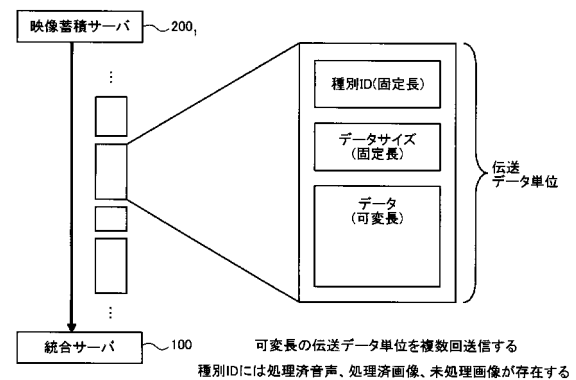 映像蓄積サーバ
200₁
⋮
種別ID(固定長)
データサイズ
(固定長)
データ
(可変長)
伝送
データ単位
⋮
統合サーバ
100
可変長の伝送データ単位を複数回送信する
種別IDには処理済音声、処理済画像、未処理画像が存在する